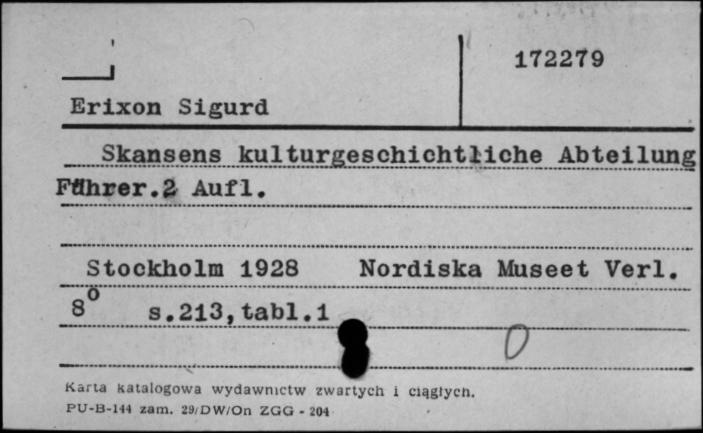 172279
Erixon Sigurd
Skansens kulturgeschichtliche Abteilung
Führer.2 Aufl.
Stockholm 1928 Nordiska Museet Verl.
8o s.213,tabl.1
0
Karta katalogowa wydawnictw zwartych i ciągłych.
PU-B-144 zam. 29/DW/On ZGG - 204